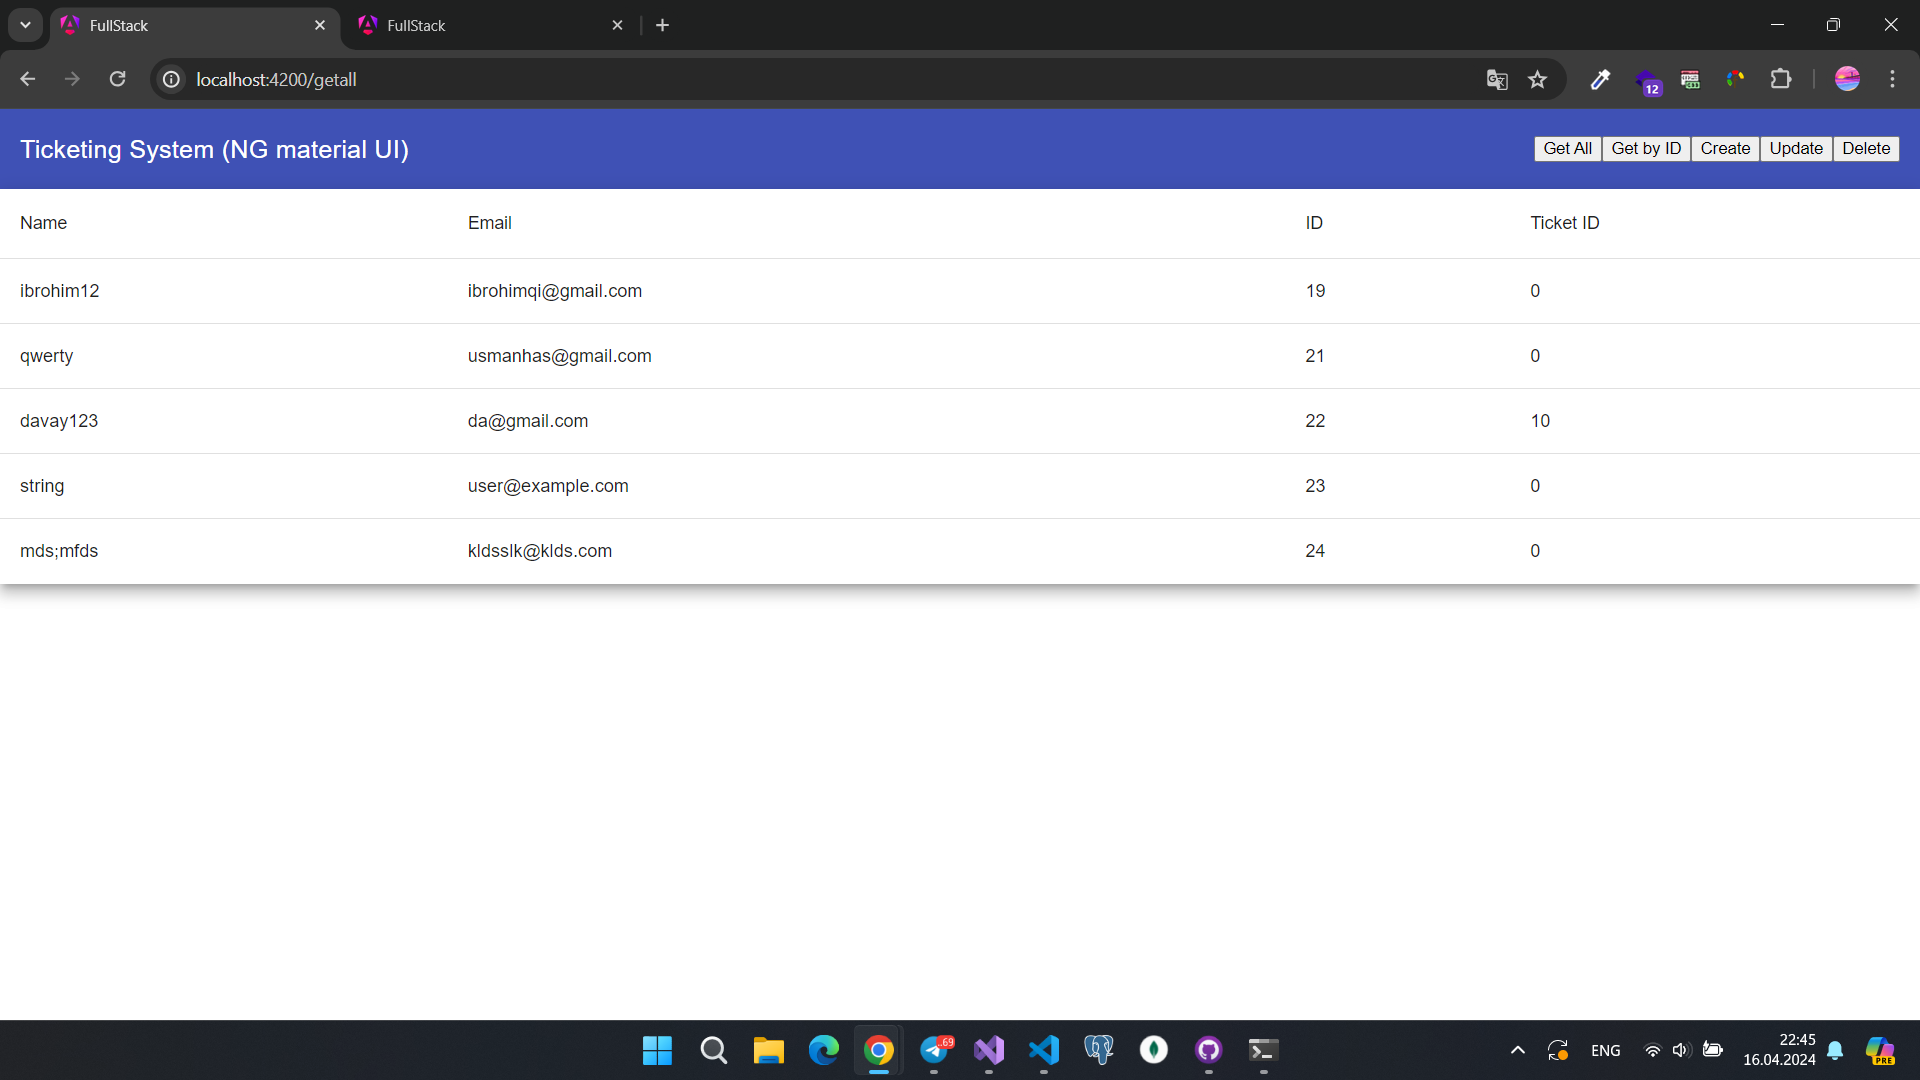 FullStack
FullStack
localhost:4200/getall
12
Ticketing System (NG material UI)
Get All Get by ID Create Update Delete
Name Email ID Ticket ID
ibrohim12 ibrohimqi@gmail.com 19 0
qwerty usmanhas@gmail.com 21 0
davay123 da@gmail.com 22 10
string user@example.com 23 0
mds;mfds kldsslk@klds.com 24 0
..69
ENG
22:45
16.04.2024
PRE